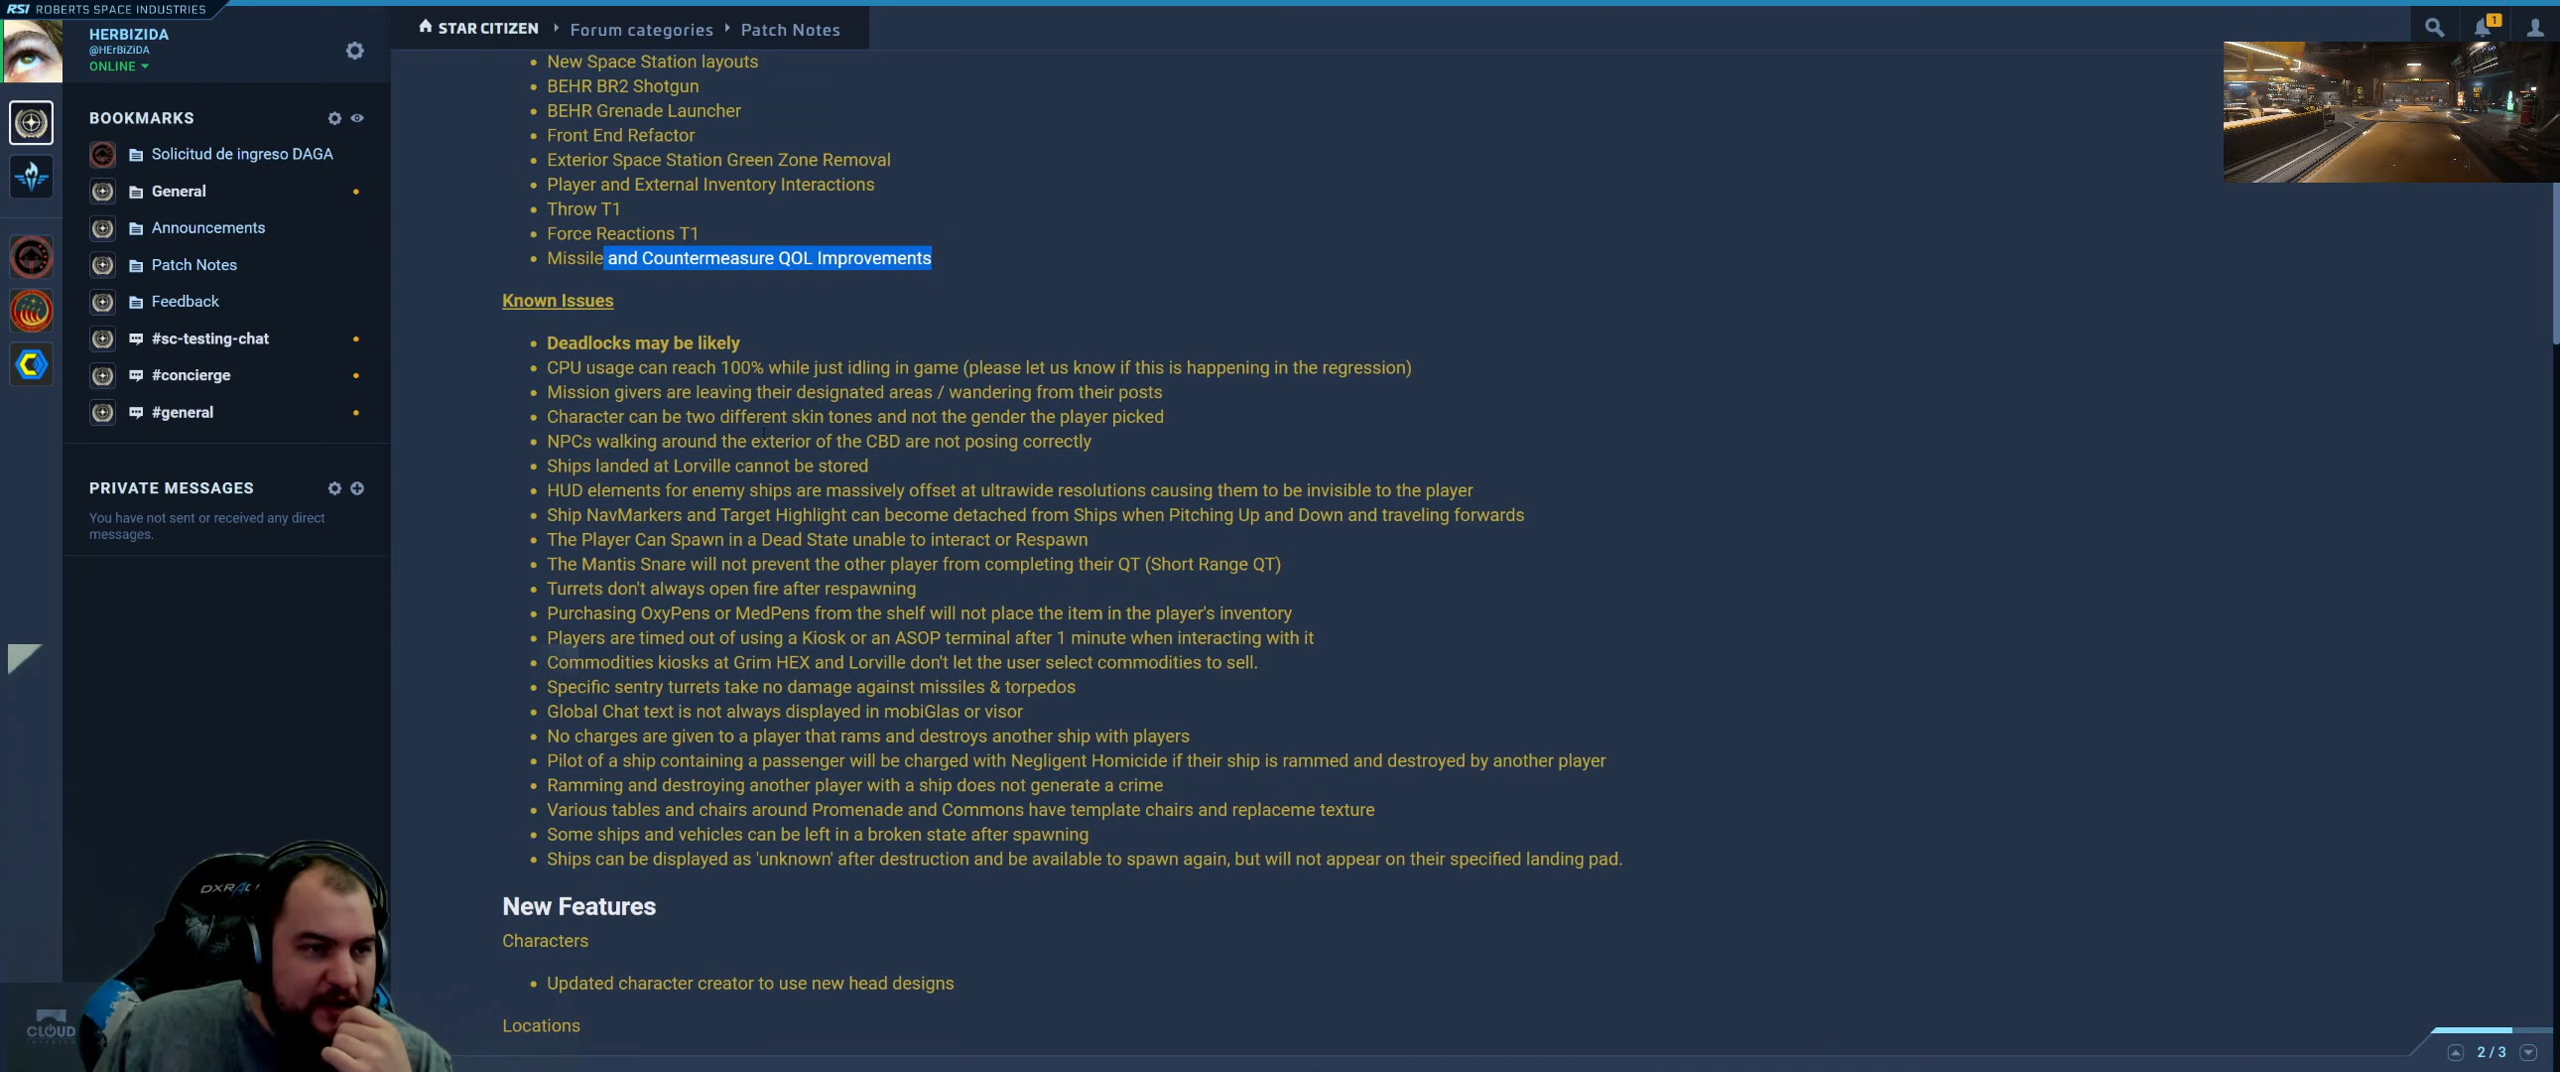 RSI ROBERTS SPACE INDUSTRIES
HERBIZIDA
@HErBiZiDA
ONLINE
BOOKMARKS
Solicitud de ingreso DAGA
General
Announcements
Patch Notes
Feedback
#sc-testing-chat
#concierge
#general
PRIVATE MESSAGES
You have not sent or received any direct
messages.
STAR CITIZEN
Forum categories
Patch Notes
1
New Space Station layouts
BEHR BR2 Shotgun
BEHR Grenade Launcher
Front End Refactor
Exterior Space Station Green Zone Removal
Player and External Inventory Interactions
Throw T1
Force Reactions T1
Missile and Countermeasure QOL Improvements
Known Issues
Deadlocks may be likely
CPU usage can reach 100% while just idling in game (please let us know if this is happening in the regression)
Mission givers are leaving their designated areas / wandering from their posts
Character can be two different skin tones and not the gender the player picked
NPCs walking around the exterior of the CBD are not posing correctly
Ships landed at Lorville cannot be stored
HUD elements for enemy ships are massively offset at ultrawide resolutions causing them to be invisible to the player
Ship NavMarkers and Target Highlight can become detached from Ships when Pitching Up and Down and traveling forwards
The Player Can Spawn in a Dead State unable to interact or Respawn
The Mantis Snare will not prevent the other player from completing their QT (Short Range QT)
Turrets don't always open fire after respawning
Purchasing OxyPens or MedPens from the shelf will not place the item in the player's inventory
Players are timed out of using a Kiosk or an ASOP terminal after 1 minute when interacting with it
Commodities kiosks at Grim HEX and Lorville don't let the user select commodities to sell.
Specific sentry turrets take no damage against missiles & torpedos
Global Chat text is not always displayed in mobiGlas or visor
No charges are given to a player that rams and destroys another ship with players
Pilot of a ship containing a passenger will be charged with Negligent Homicide if their ship is rammed and destroyed by another player
Ramming and destroying another player with a ship does not generate a crime
Various tables and chairs around Promenade and Commons have template chairs and replaceme texture
Some ships and vehicles can be left in a broken state after spawning
Ships can be displayed as 'unknown' after destruction and be available to spawn again, but will not appear on their specified landing pad.
New Features
Characters
Updated character creator to use new head designs
Locations
CLOUD
2 / 3